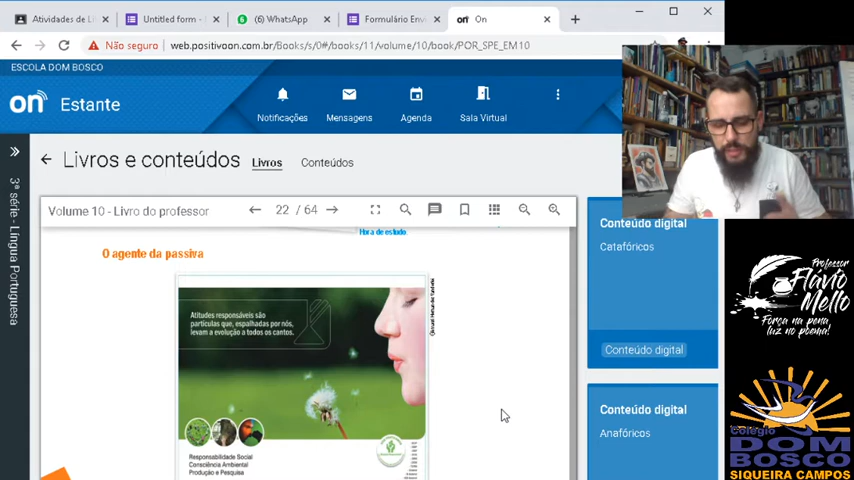 Atividades de Li
Untitled form -
(6) WhatsApp
Formulário Env
On
Não seguro
web.positivoon.com.br/Books/s/0#/books/11/volume/10/book/POR_SPE_EM10
ESCOLA DOM BOSCO
on
Estante
Notificações
Mensagens
Agenda
Sala Virtual
Livros e conteúdos
Livros
Conteúdos
3ª série - Língua Portuguesa
Volume 10 - Livro do professor
22 / 64
Hora de estudo
O agente da passiva
Atitudes responsáveis são
partículas que, espalhadas por nós,
levam a evolução a todos os cantos.
Responsabilidade Social
Consciência Ambiental
Produção e Pesquisa
Conteúdo digital
Catafóricos
Conteúdo digital
Conteúdo digital
Anafóricos
Professor
Flávio
Mello
Força na pena,
luz no poema!
Colégio
DOM
BOSCO
SIQUEIRA CAMPOS